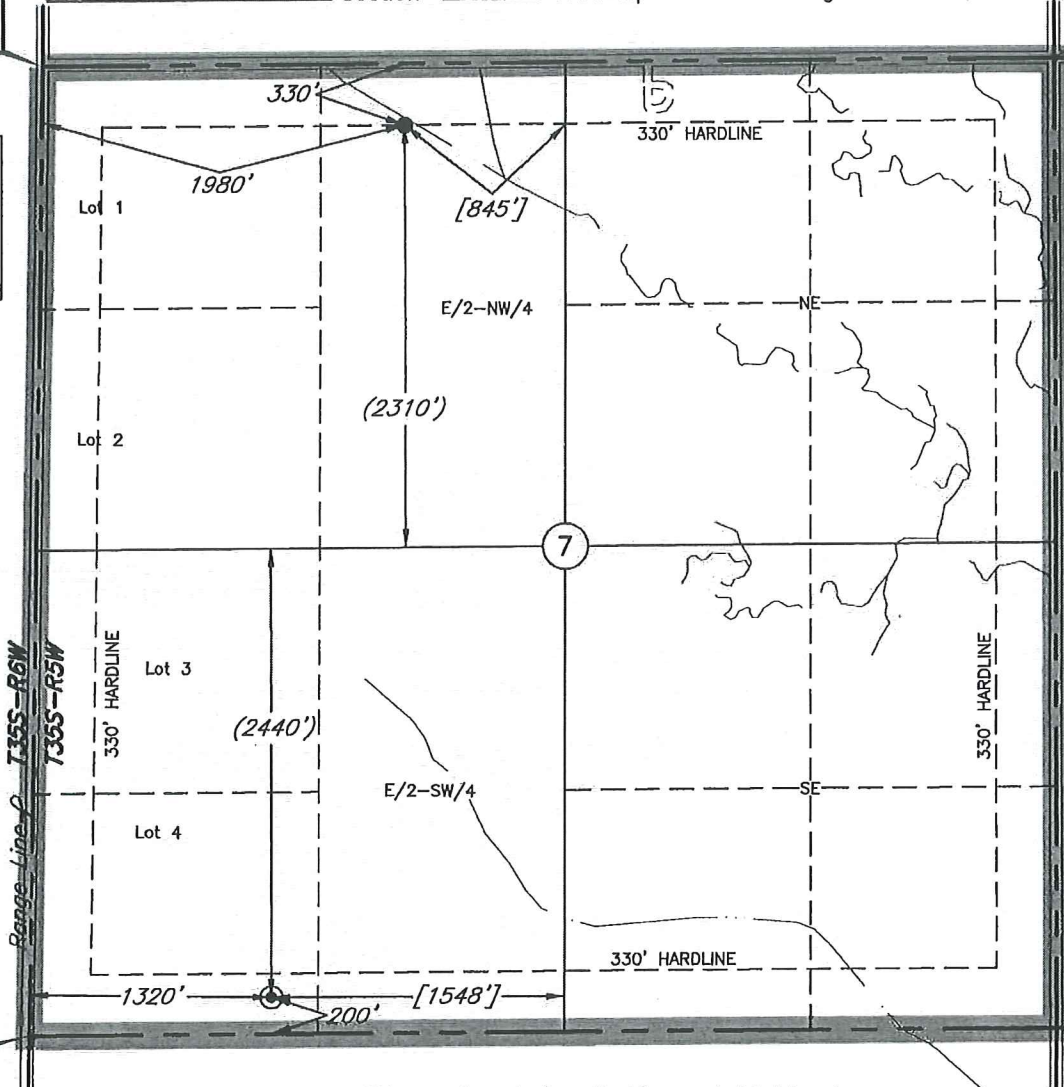 330'
330' HARDLINE
1980'
Lot 1
[845']
E/2-NW/4
NE
(2310')
Lot 2
7
T35S-R6W
T35S-R5W
330' HARDLINE
Lot 3
330' HARDLINE
(2440')
E/2-SW/4
SE
Lot 4
Range Line
330' HARDLINE
1320'
[1548']
200'